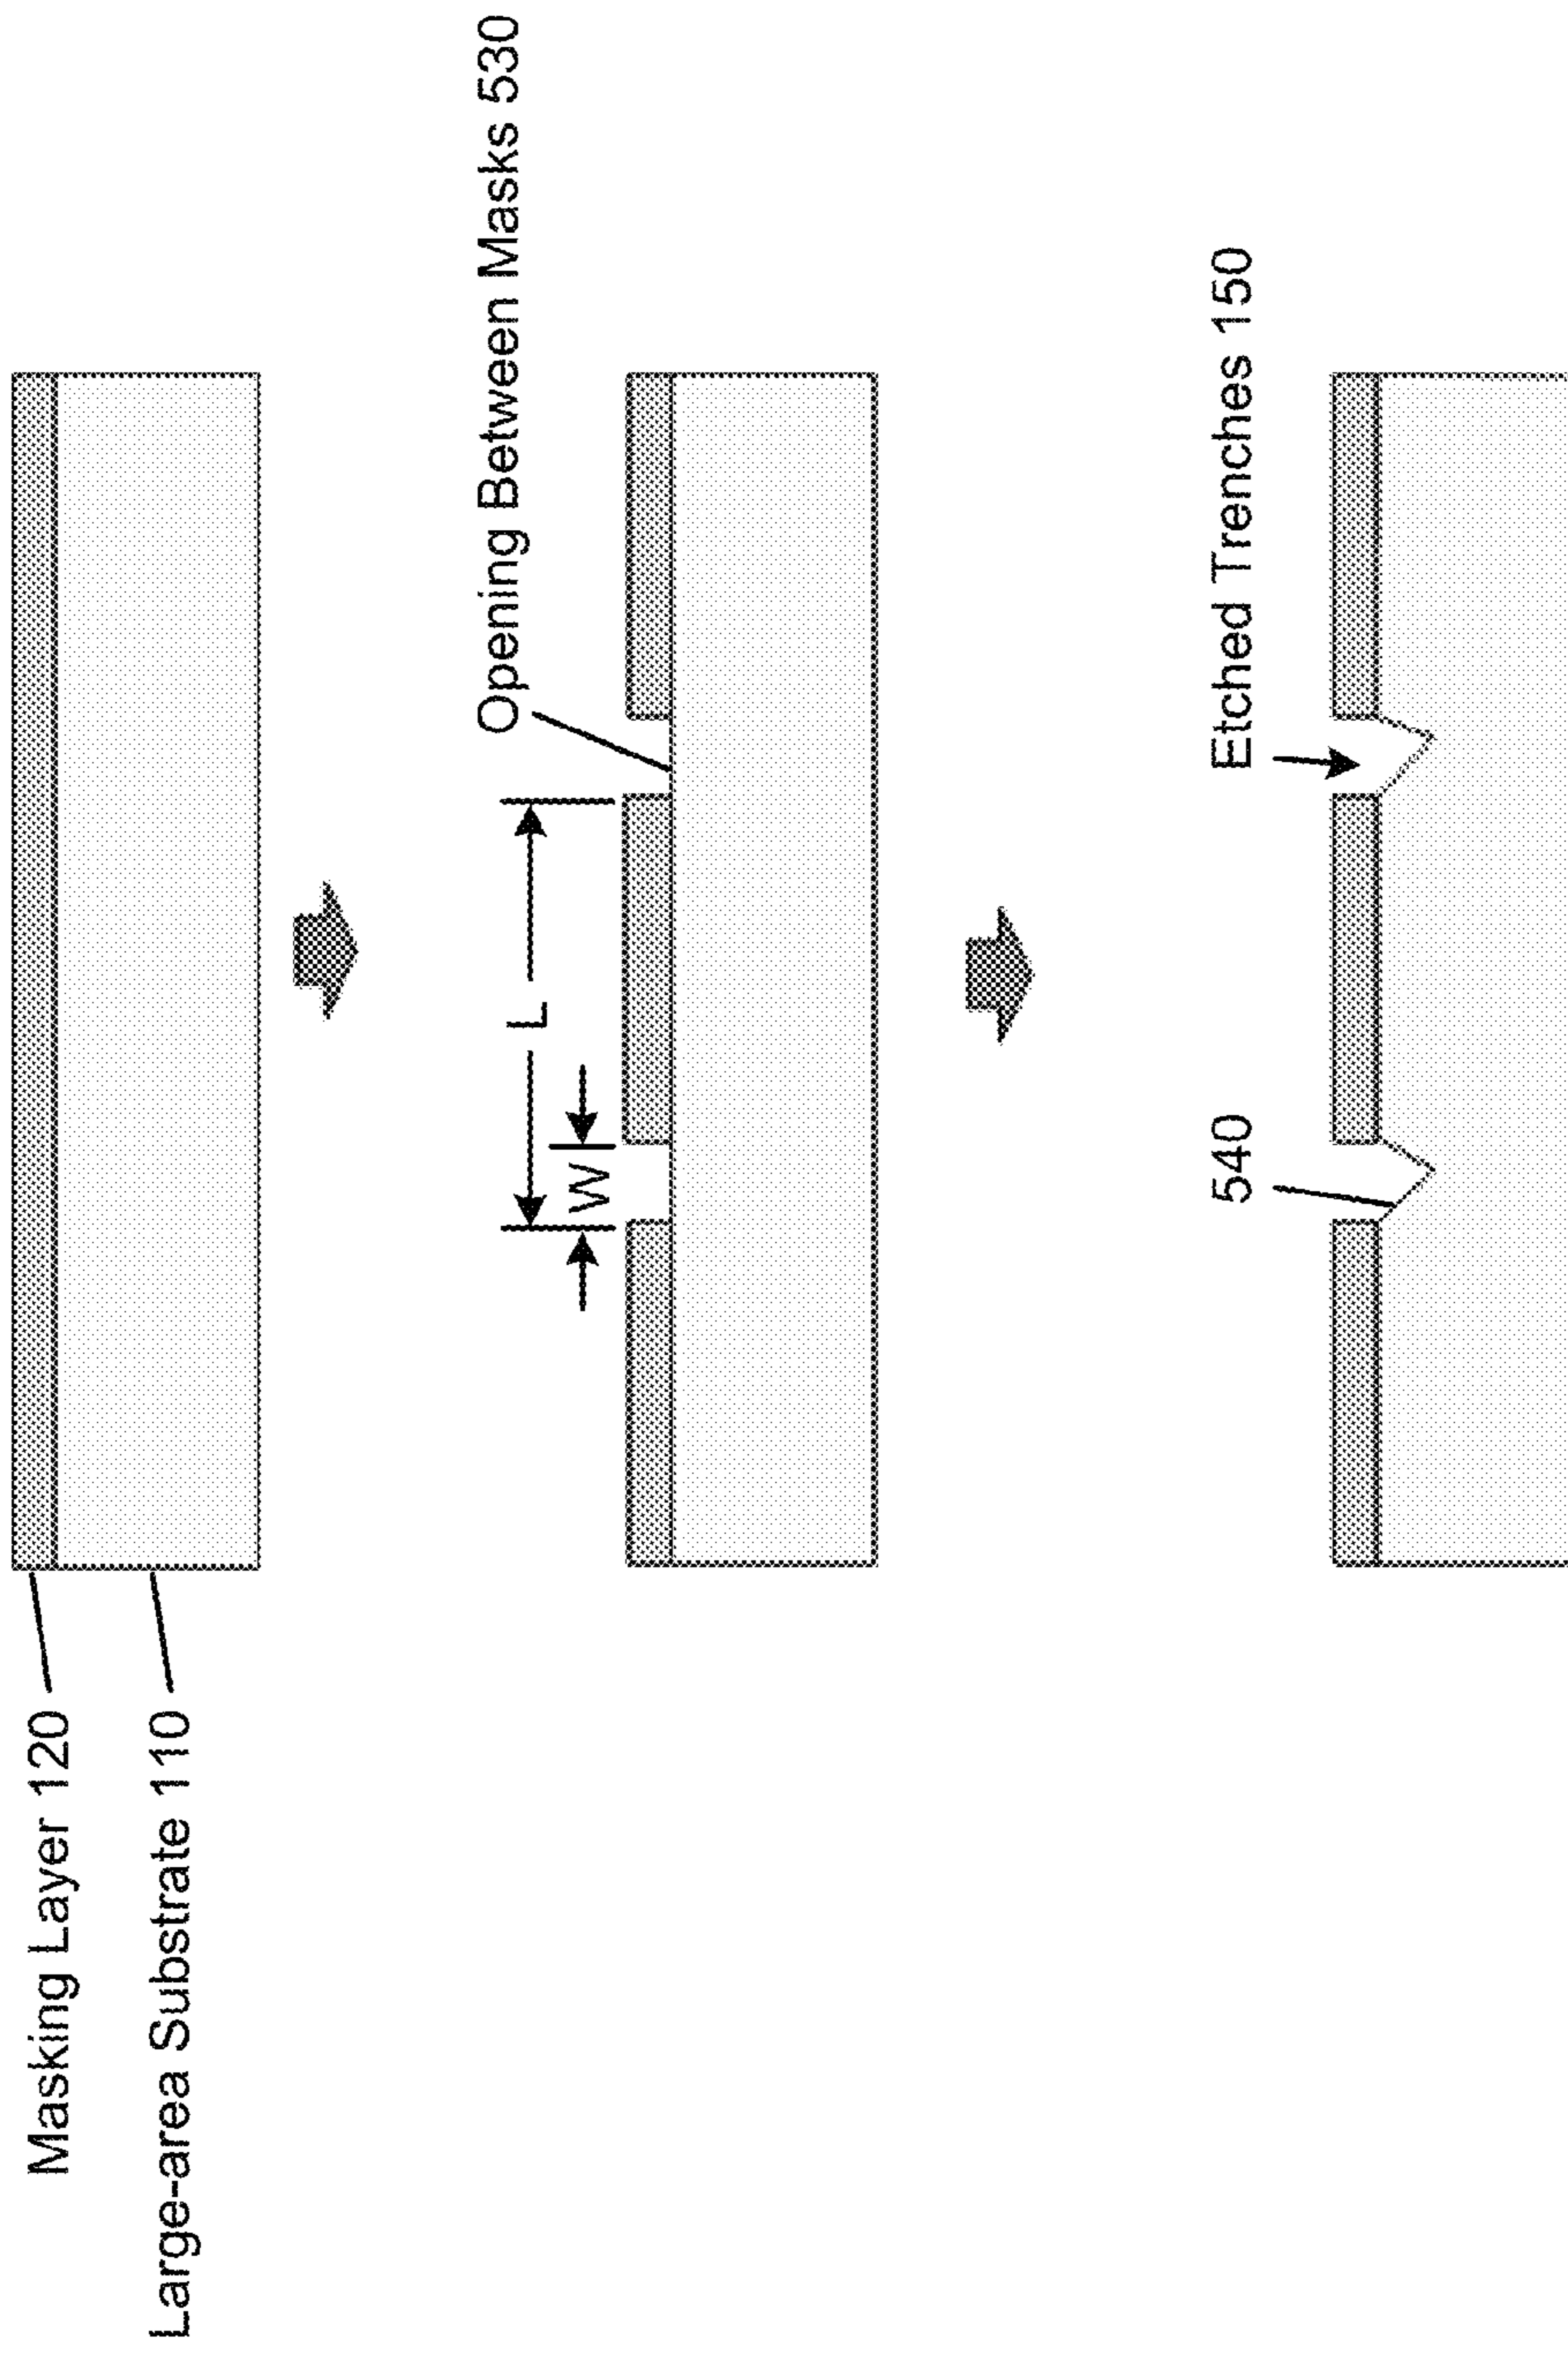 Masking Layer 120
Large-area Substrate 110
Opening Between Masks 530
L
W
Etched Trenches 150
540